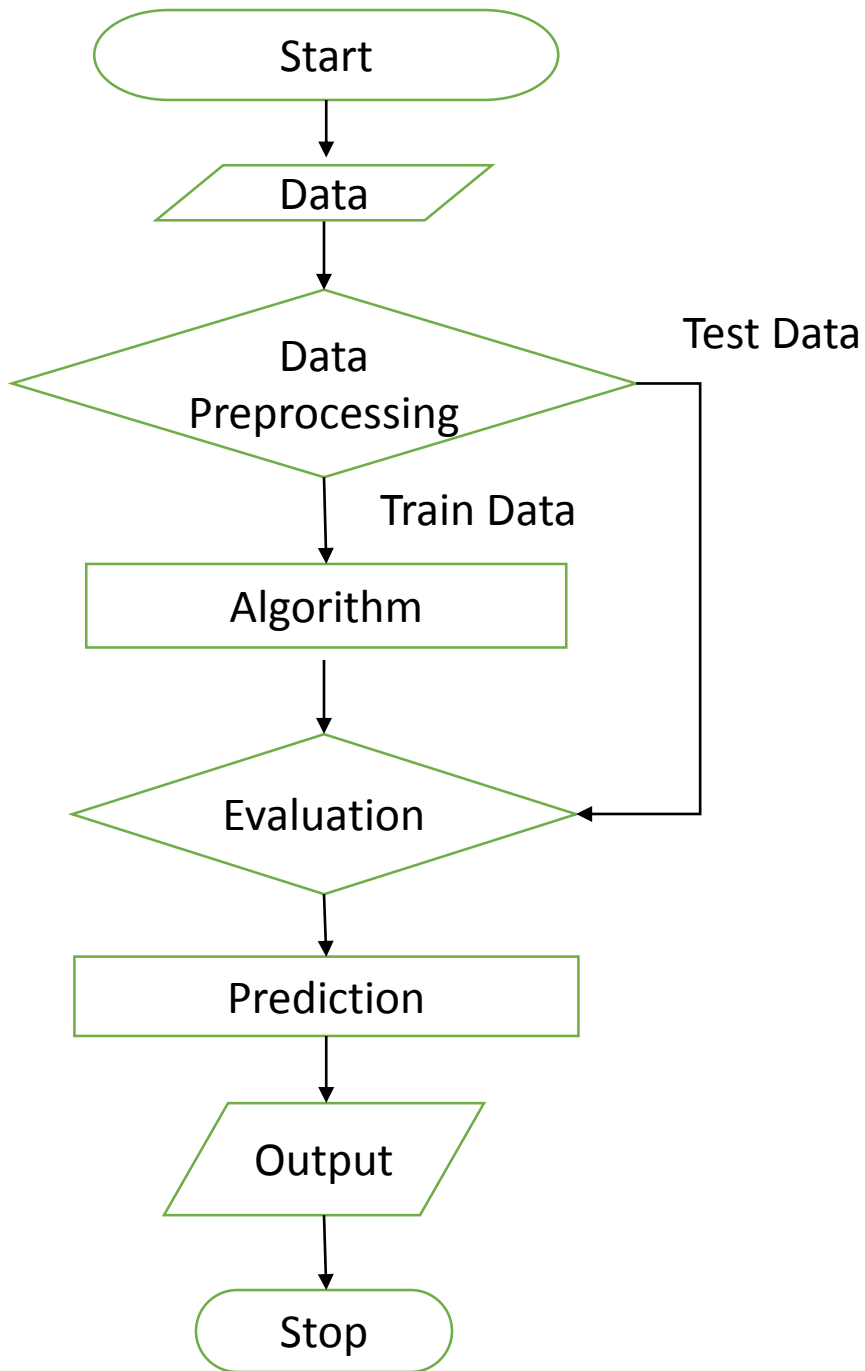 Start
Data
Data
Preprocessing
Test Data
Train Data
Algorithm
Evaluation
Prediction
Output
Stop